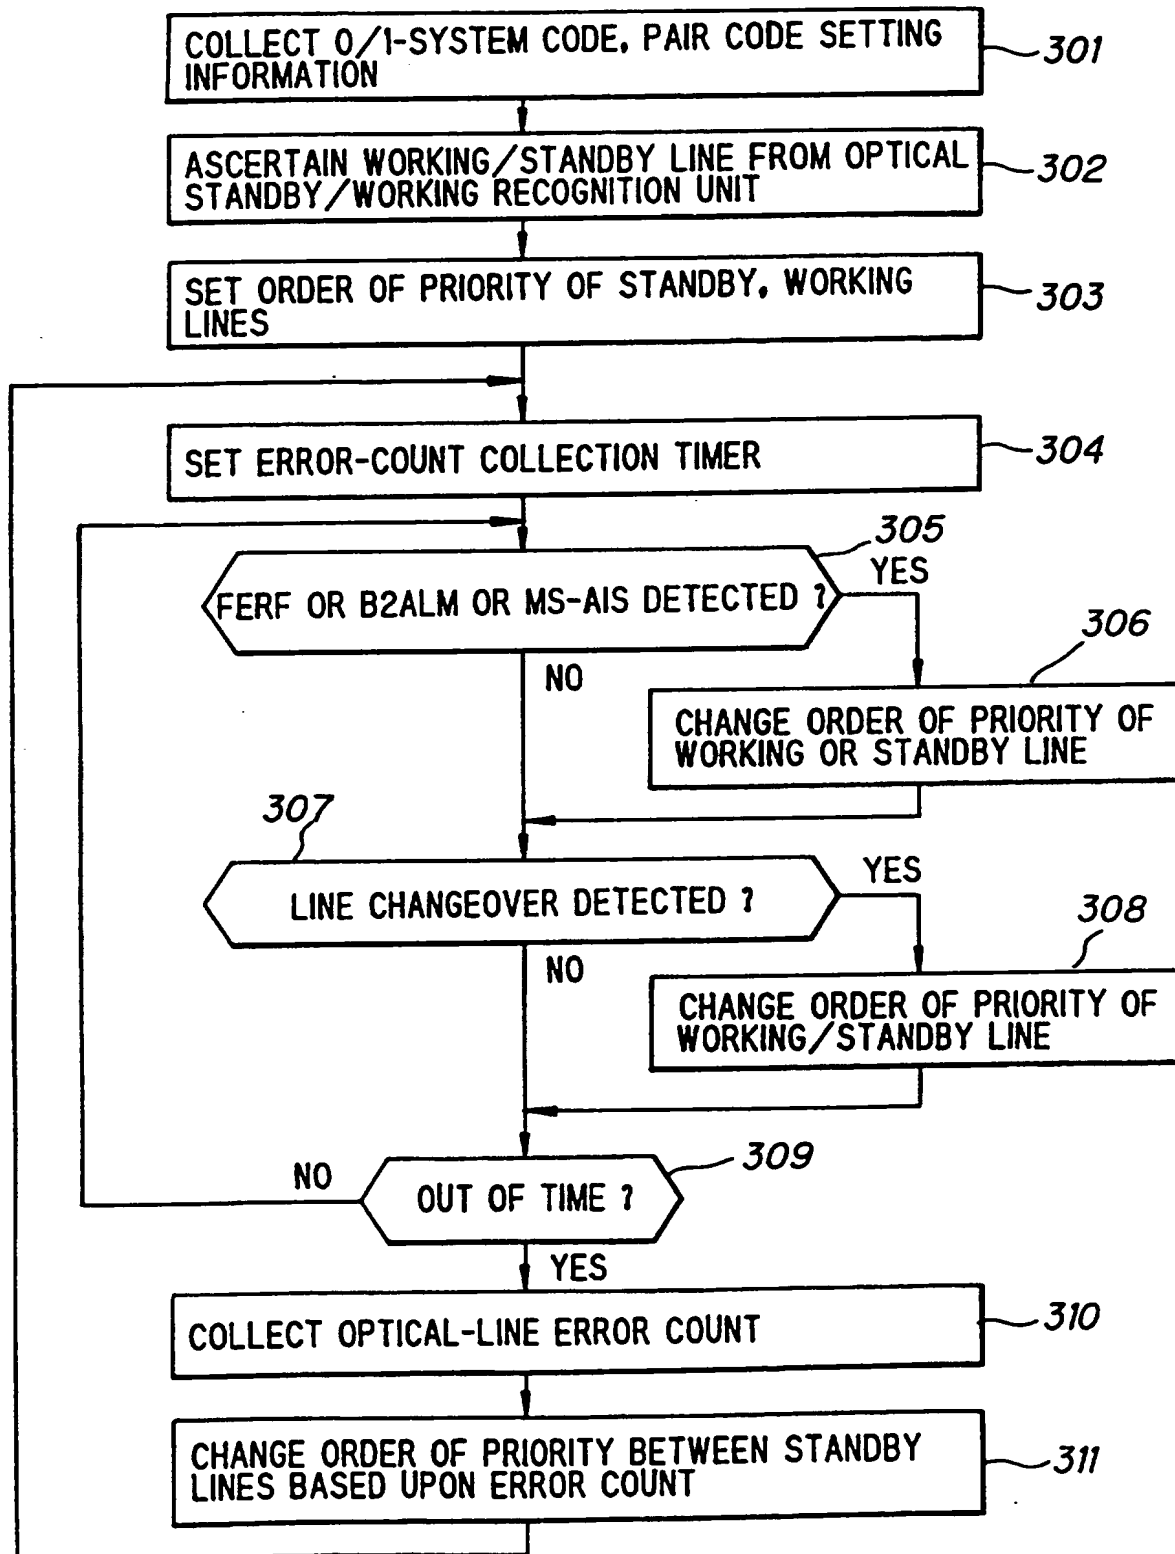 COLLECT 0/1-SYSTEM CODE, PAIR CODE SETTING
INFORMATION
301
ASCERTAIN WORKING/STANDBY LINE FROM OPTICAL
STANDBY/WORKING RECOGNITION UNIT
302
SET ORDER OF PRIORITY OF STANDBY, WORKING
LINES
303
SET ERROR-COUNT COLLECTION TIMER
304
305
FERF OR B2ALM OR MS-AIS DETECTED ?
YES
NO
306
CHANGE ORDER OF PRIORITY OF
WORKING OR STANDBY LINE
307
LINE CHANGEOVER DETECTED ?
YES
NO
308
CHANGE ORDER OF PRIORITY OF
WORKING/STANDBY LINE
309
NO
OUT OF TIME ?
YES
COLLECT OPTICAL-LINE ERROR COUNT
310
CHANGE ORDER OF PRIORITY BETWEEN STANDBY
LINES BASED UPON ERROR COUNT
311